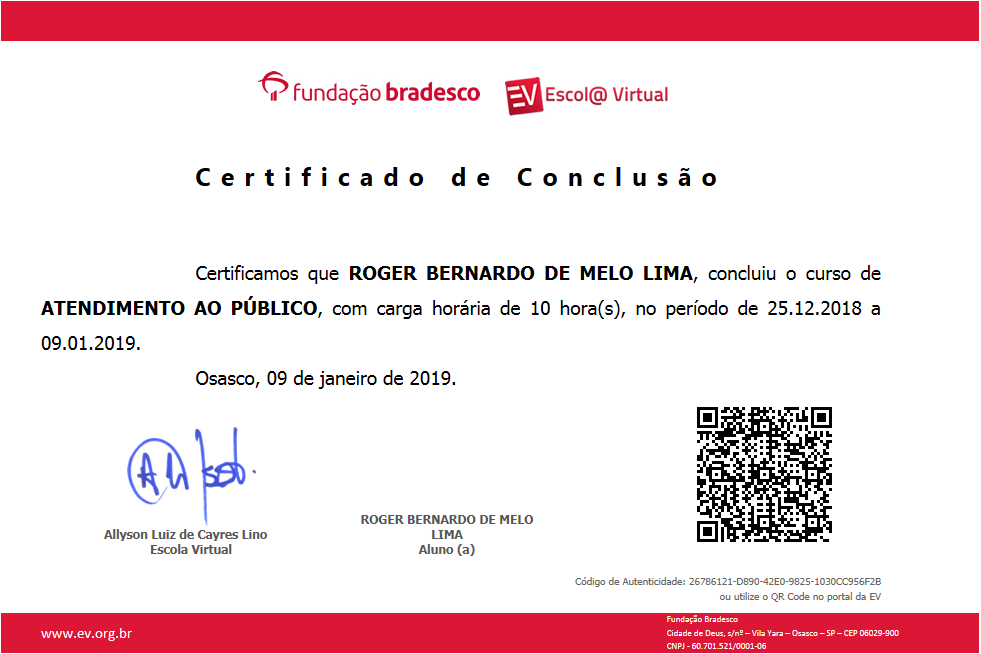 fundação bradesco
EV Escol@ Virtual
Certificado de Conclusão
Certificamos que ROGER BERNARDO DE MELO LIMA, concluiu o curso de
ATENDIMENTO AO PÚBLICO, com carga horária de 10 hora(s), no período de 25.12.2018 a
09.01.2019.
Osasco, 09 de janeiro de 2019.
Allyson Luiz de Cayres Lino
Escola Virtual
ROGER BERNARDO DE MELO
LIMA
Aluno (a)
Código de Autenticidade: 26786121-D890-42E0-9825-1030CC956F2B
ou utilize o QR Code no portal da EV
www.ev.org.br
Fundação Bradesco
Cidade de Deus, s/nº – Vila Yara – Osasco – SP – CEP 06029-900
CNPJ - 60.701.521/0001-06